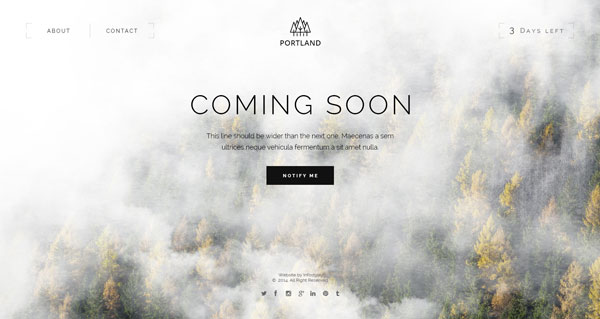 ABOUT
CONTACT
PORTLAND
3 DAYS LEFT
COMING SOON
This line should be wider than the next one. Maecenas a sem
ultrices neque vehicula fermentum a sit amet nulla.
NOTIFY ME
Website by
© 2014. All Right Reserved